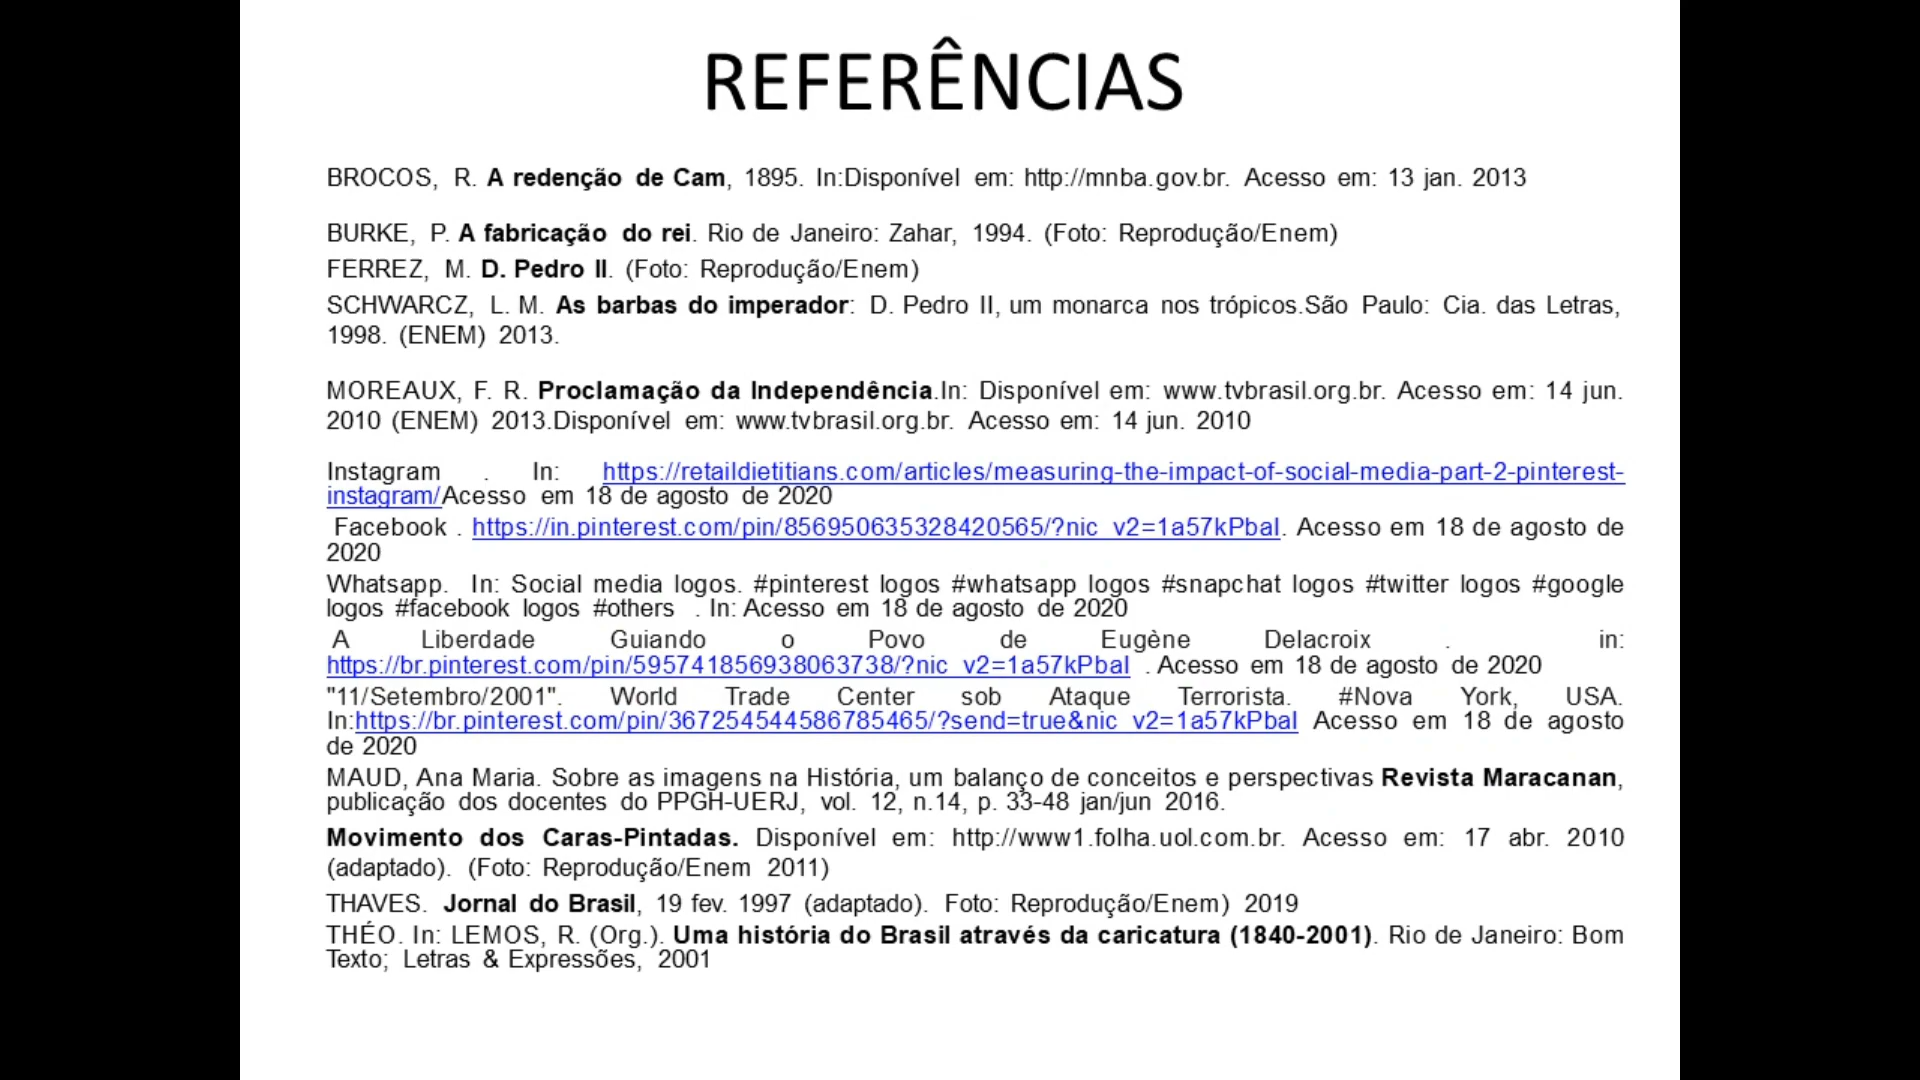 REFERÊNCIAS
BROCOS, R. A redenção de Cam, 1895. In:Disponível em: http://mnba.gov.br. Acesso em: 13 jan. 2013
BURKE, P. A fabricação do rei. Rio de Janeiro: Zahar, 1994. (Foto: Reprodução/Enem)
FERREZ, M. D. Pedro II. (Foto: Reprodução/Enem)
SCHWARCZ, L. M. As barbas do imperador: D. Pedro II, um monarca nos trópicos.São Paulo: Cia. das Letras,
1998. (ENEM) 2013.
MOREAUX, F. R. Proclamação da Independência.In: Disponível em: www.tvbrasil.org.br. Acesso em: 14 jun.
2010 (ENEM) 2013.Disponível em: www.tvbrasil.org.br. Acesso em: 14 jun. 2010
Instagram . In: https://retaildietitians.com/articles/measuring-the-impact-of-social-media-part-2-pinterest-
instagram/Acesso em 18 de agosto de 2020
Facebook . https://in.pinterest.com/pin/856950635328420565/?nic_v2=1a57kPbal. Acesso em 18 de agosto de
2020
Whatsapp. In: Social media logos. #pinterest logos #whatsapp logos #snapchat logos #twitter logos #google
logos #facebook logos #others . In: Acesso em 18 de agosto de 2020
A Liberdade Guiando o Povo de Eugène Delacroix . in:
https://br.pinterest.com/pin/595741856938063738/?nic_v2=1a57kPbal . Acesso em 18 de agosto de 2020
"11/Setembro/2001". World Trade Center sob Ataque Terrorista. #Nova York, USA.
In:https://br.pinterest.com/pin/367254544586785465/?send=true&nic_v2=1a57kPbal Acesso em 18 de agosto
de 2020
MAUD, Ana Maria. Sobre as imagens na História, um balanço de conceitos e perspectivas Revista Maracanan,
publicação dos docentes do PPGH-UERJ, vol. 12, n.14, p. 33-48 jan/jun 2016.
Movimento dos Caras-Pintadas. Disponível em: http://www1.folha.uol.com.br. Acesso em: 17 abr. 2010
(adaptado). (Foto: Reprodução/Enem 2011)
THAVES. Jornal do Brasil, 19 fev. 1997 (adaptado). Foto: Reprodução/Enem) 2019
THÉO. In: LEMOS, R. (Org.). Uma história do Brasil através da caricatura (1840-2001). Rio de Janeiro: Bom
Texto; Letras & Expressões, 2001